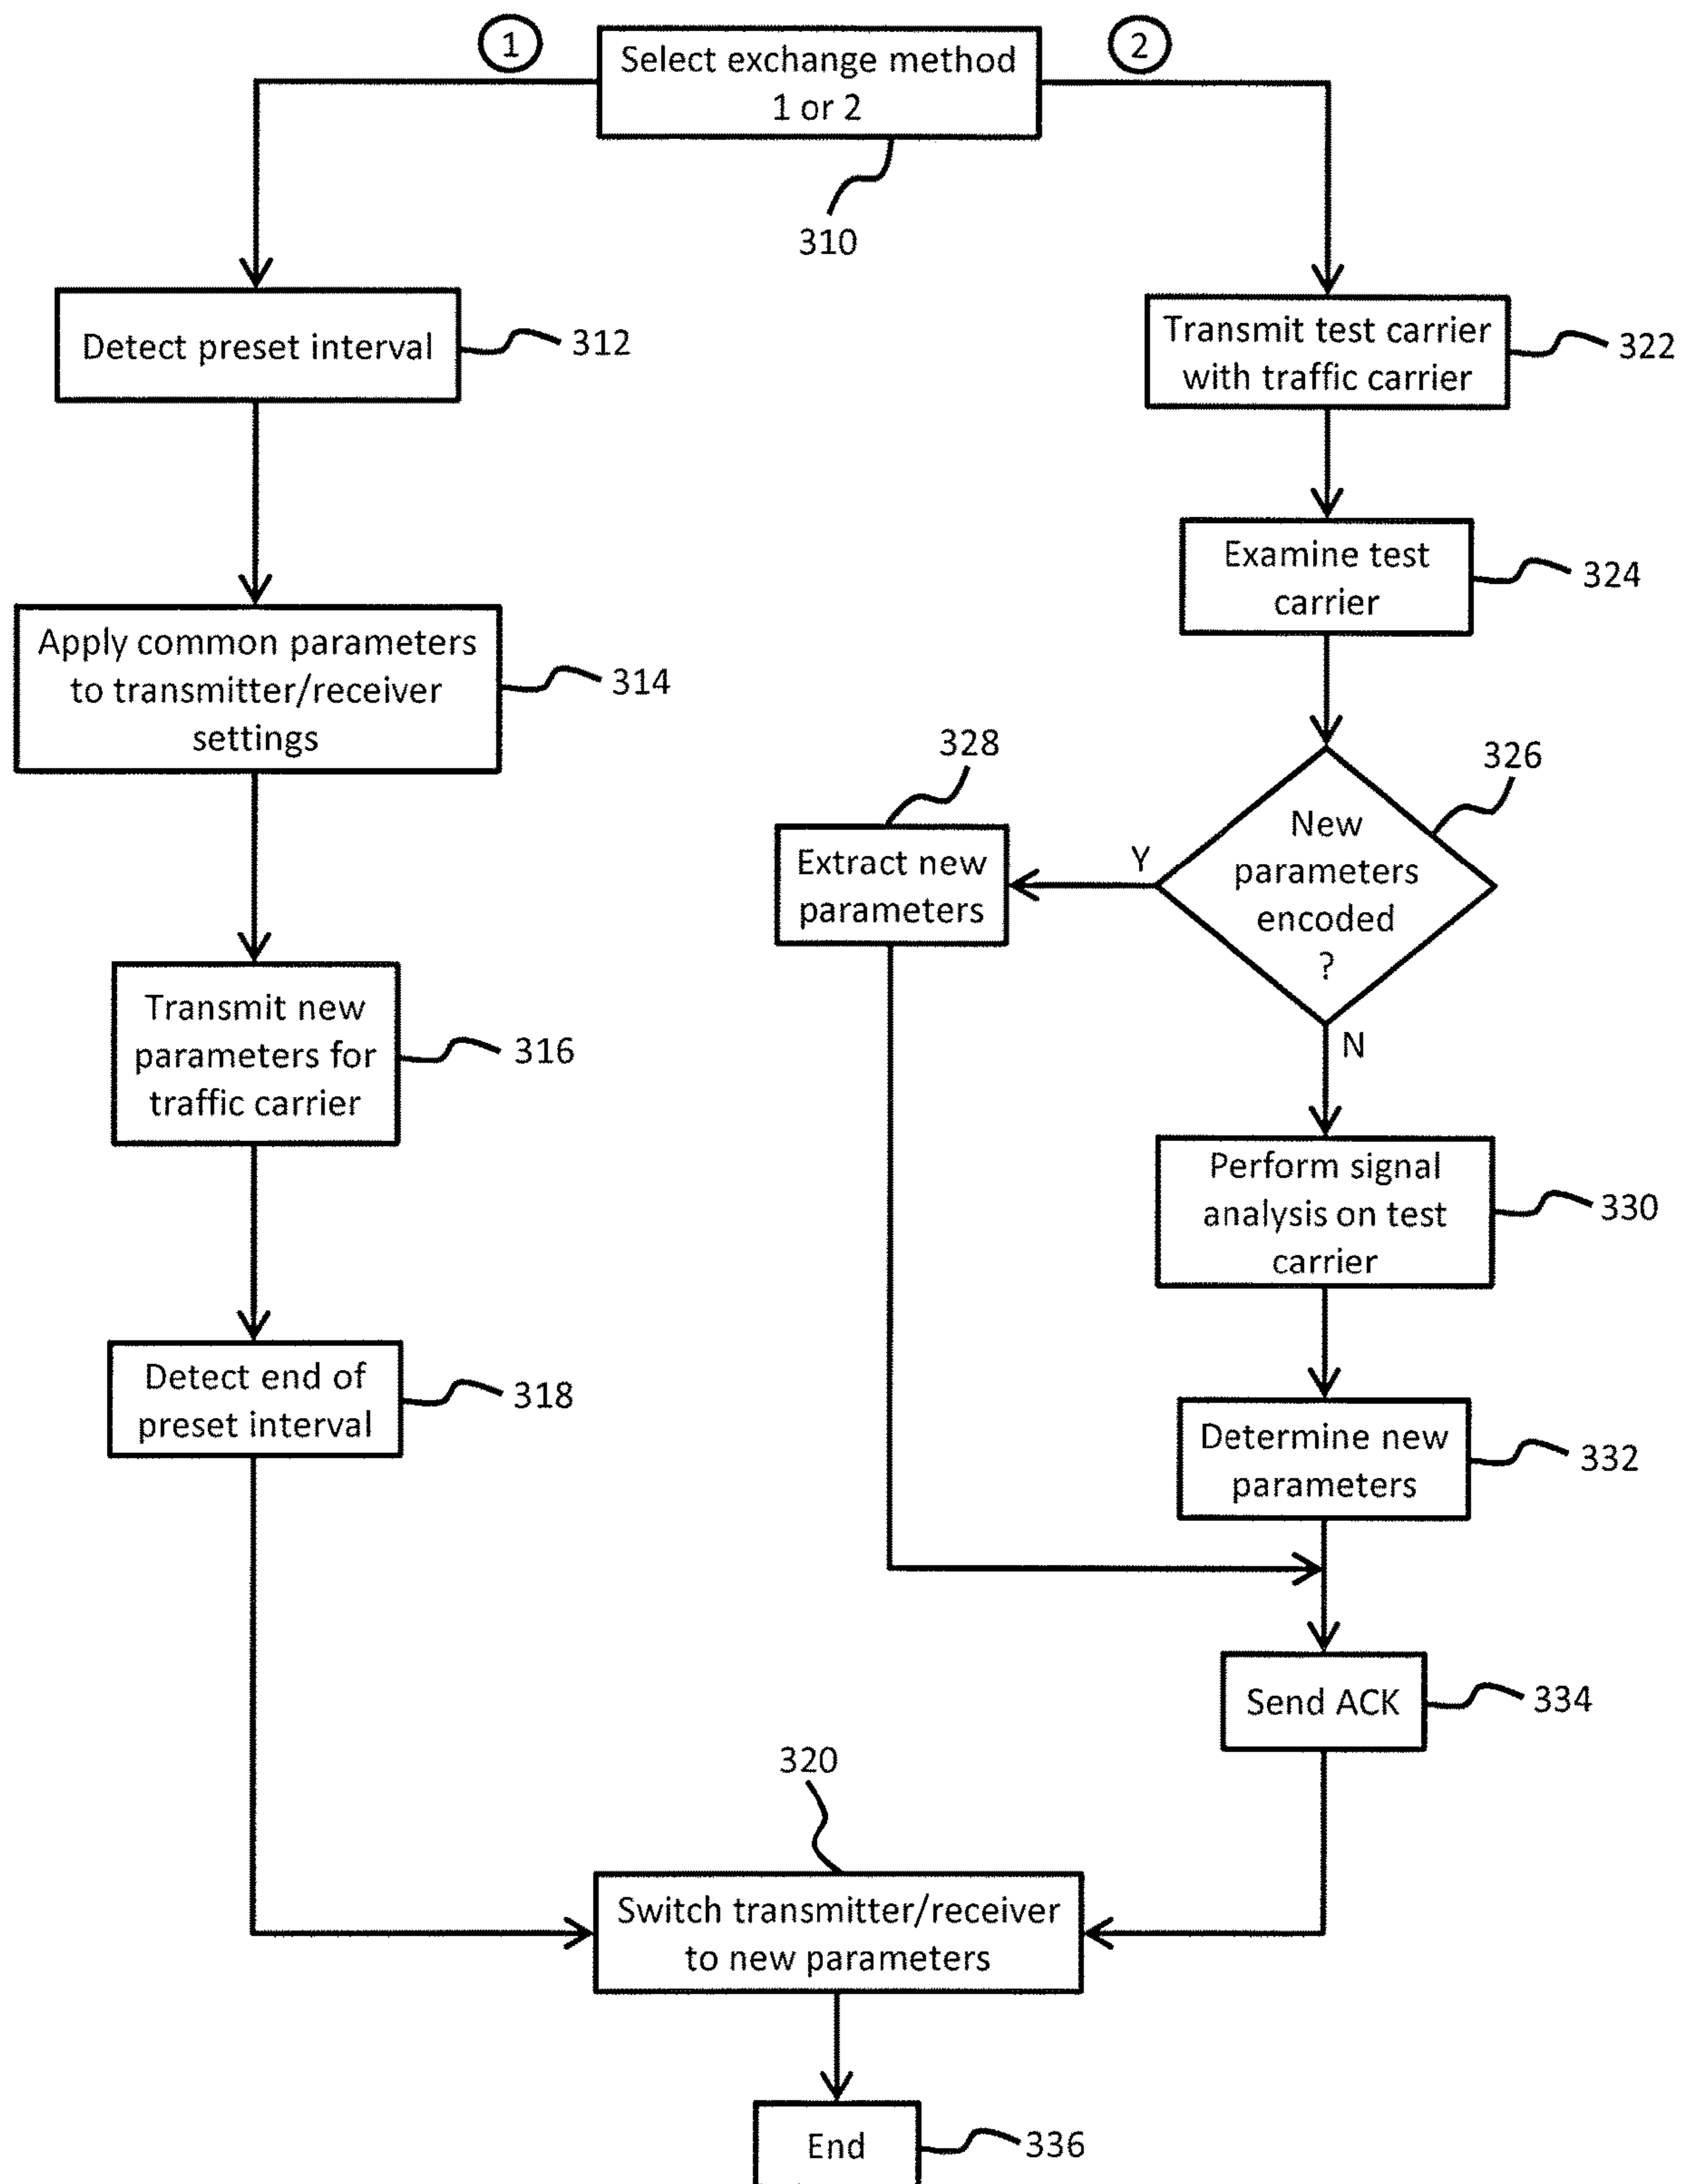 1
Select exchange method
1 or 2
2
310
Detect preset interval
312
Transmit test carrier
with traffic carrier
322
Examine test
carrier
324
Apply common parameters
to transmitter/receiver
settings
314
328
326
Extract new
parameters
Y
New
parameters
encoded
?
N
Transmit new
parameters for
traffic carrier
316
Perform signal
analysis on test
carrier
330
Detect end of
preset interval
318
Determine new
parameters
332
Send ACK
334
320
Switch transmitter/receiver
to new parameters
End
336